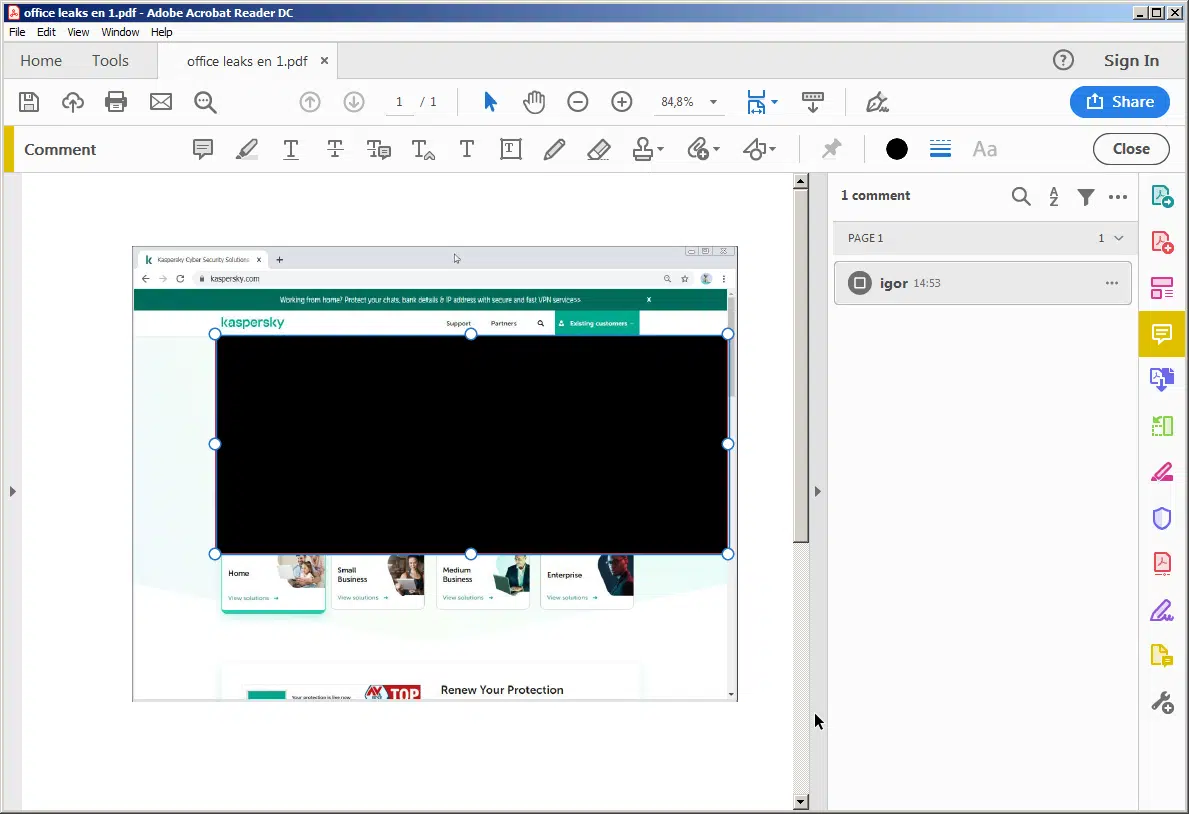 office leaks en 1.pdf - Adobe Acrobat Reader DC
File Edit View Window Help
Home Tools office leaks en 1.pdf × ? Sign In
1 / 1 84,8% Share
Comment T T T T T T Aa Close
1 comment A Z
PAGE 1 1
igor 14:53
k Kaspersky Cyber Security Solutions x +
kaspersky.com
Working from home? Protect your chats, bank details & IP address with secure and fast VPN servicess x
kaspersky Support Partners Existing customers
Home
View solutions →
Small
Business
View solutions →
Medium
Business
View solutions →
Enterprise
View solutions →
Your protection is live now
AV TOP
Renew Your Protection